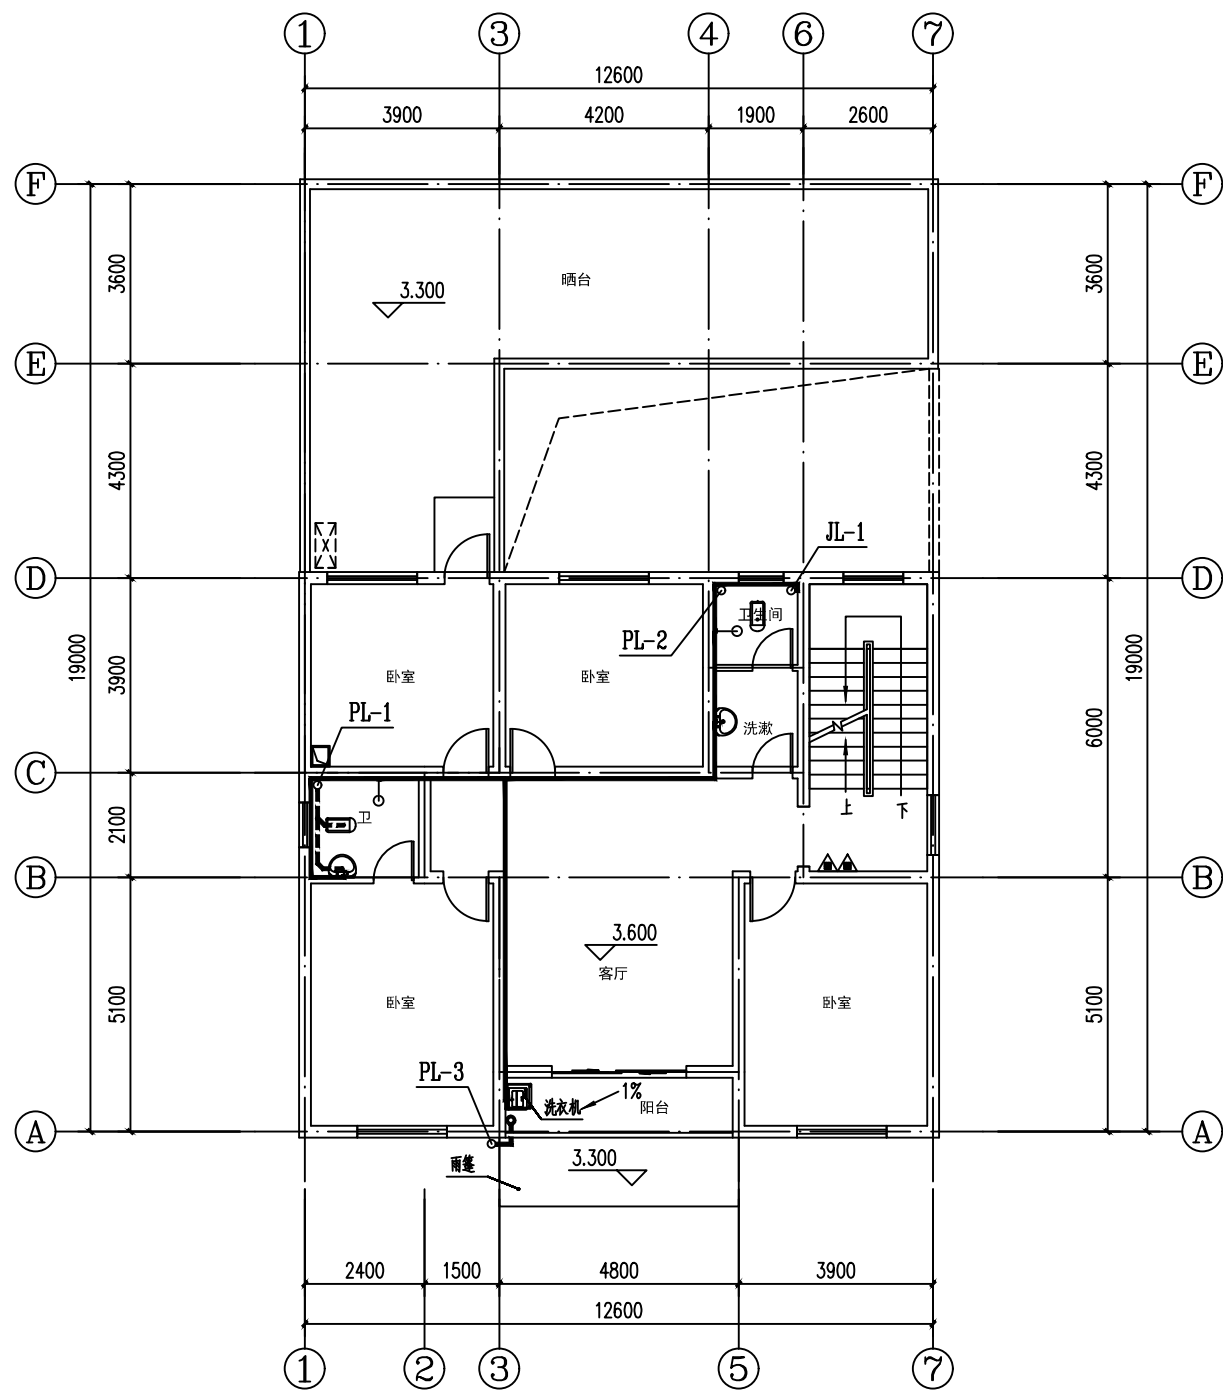 1 3 4 6 7
12600
3900 4200 1900 2600
F F
3600 晒台 3600
3.300
E E
4300 4300
JL-1
D D
卫生间
PL-2
19000 3900 卧室 卧室 6000 19000
PL-1 洗漱
C
2100 卫 上 下
B B
3.600
客厅
5100 卧室 卧室 5100
PL-3
洗衣机 1% 阳台
A A
雨篷 3.300
2400 1500 4800 3900
12600
1 2 3 5 7